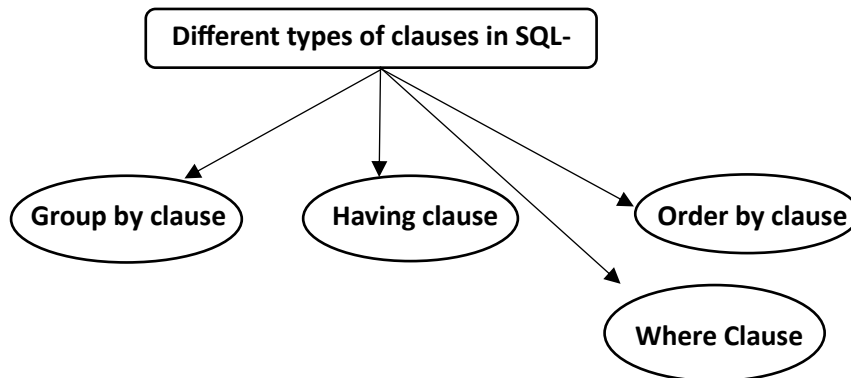 Different types of clauses in SQL-
Group by clause
Having clause
Order by clause
Where Clause